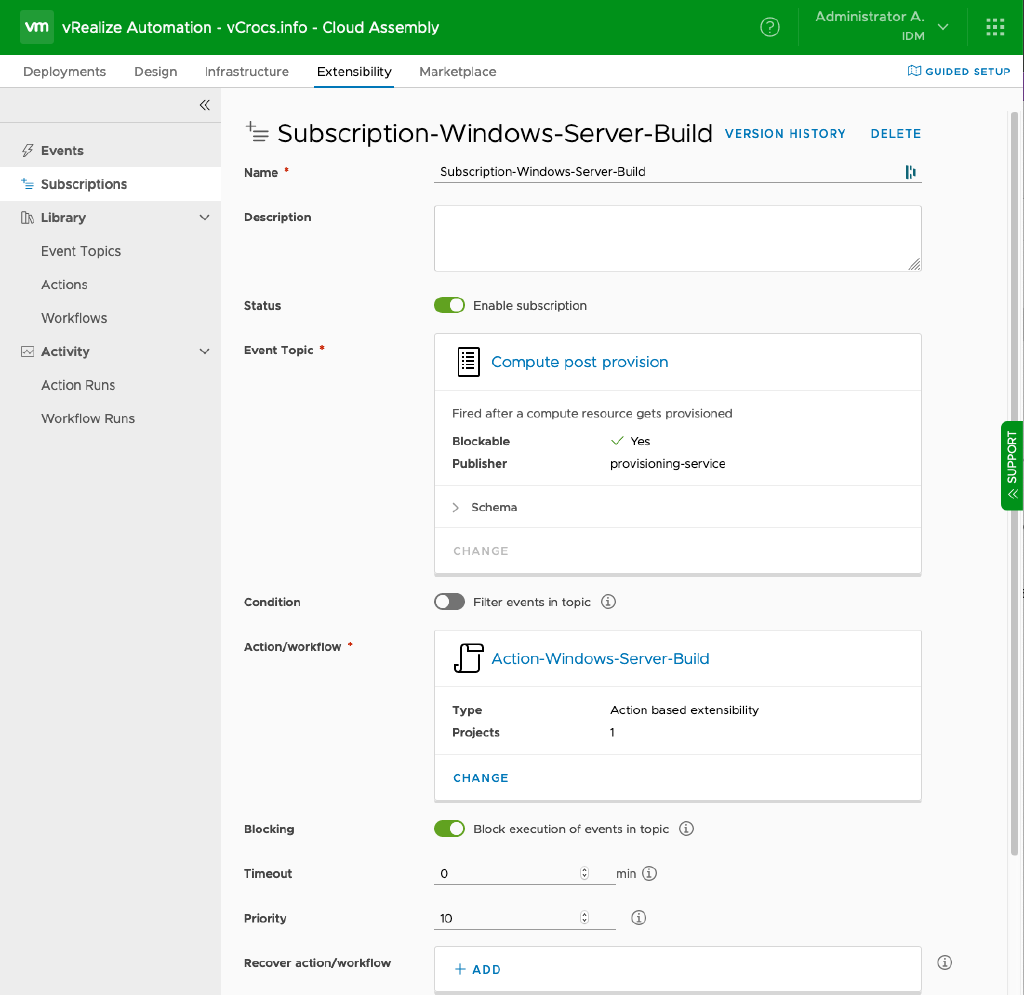 vm vRealize Automation - vCrocs.info - Cloud Assembly
Administrator A.
IDM
Deployments Design Infrastructure Extensibility Marketplace GUIDED SETUP
Events
Subscriptions
Library
Event Topics
Actions
Workflows
Activity
Action Runs
Workflow Runs
Subscription-Windows-Server-Build VERSION HISTORY DELETE
Name * Subscription-Windows-Server-Build
Description
Status Enable subscription
Event Topic * Compute post provision
Fired after a compute resource gets provisioned
Blockable Yes
Publisher provisioning-service
Schema
CHANGE
Condition Filter events in topic
Action/workflow * Action-Windows-Server-Build
Type Action based extensibility
Projects 1
CHANGE
Blocking Block execution of events in topic
Timeout 0 min
Priority 10
Recover action/workflow + ADD
SUPPORT